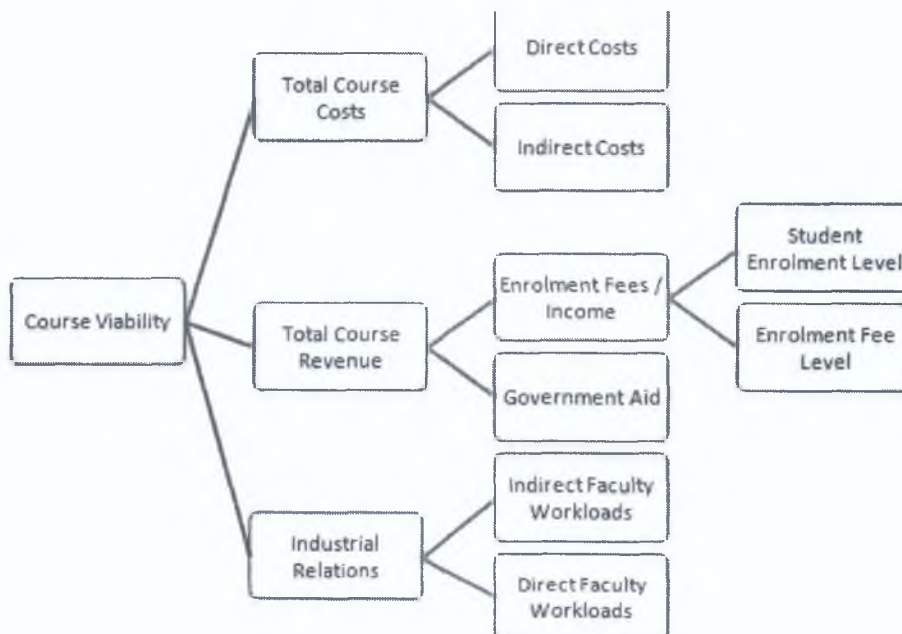 Direct Costs
Total Course
Costs
Indirect Costs
Student
Enrolment Level
Enrolment Fees /
Income
Course Viability
Total Course
Revenue
Enrolment Fee
Level
Government Aid
Indirect Faculty
Workloads
Industrial
Relations
Direct Faculty
Workloads